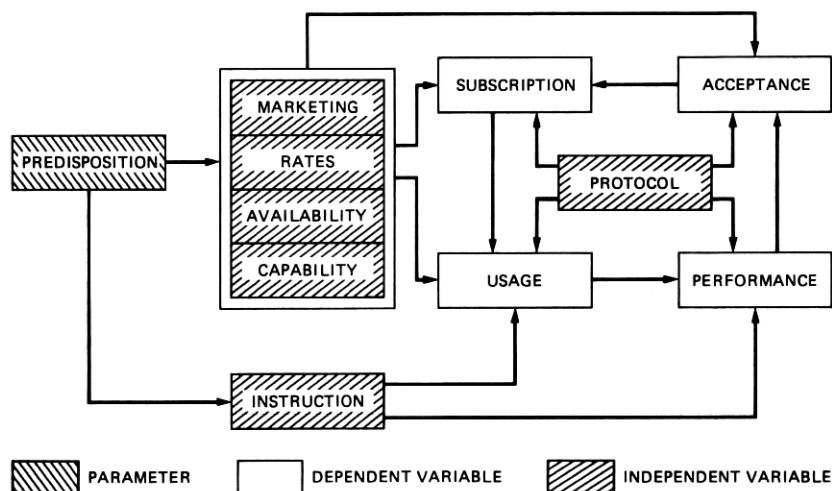 SUBSCRIPTION
ACCEPTANCE
MARKETING
PREDISPOSITION
RATES
PROTOCOL
AVAILABILITY
CAPABILITY
USAGE
PERFORMANCE
INSTRUCTION
PARAMETER
DEPENDENT VARIABLE
INDEPENDENT VARIABLE